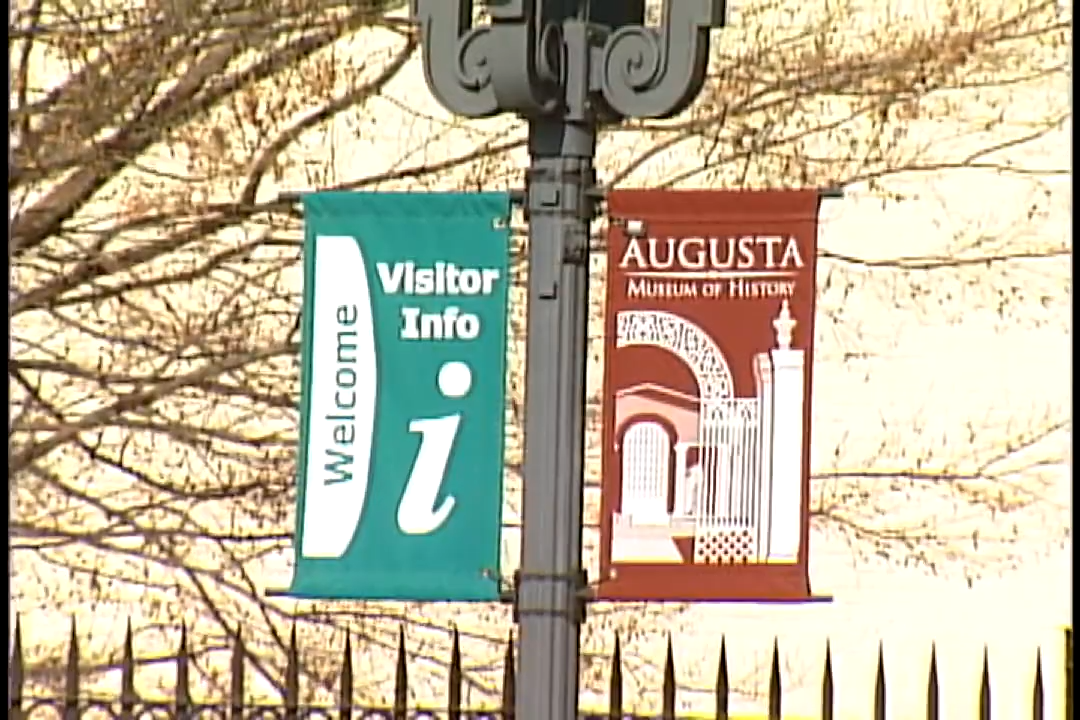 Welcome
Visitor
Info
i
AUGUSTA
MUSEUM OF HISTORY